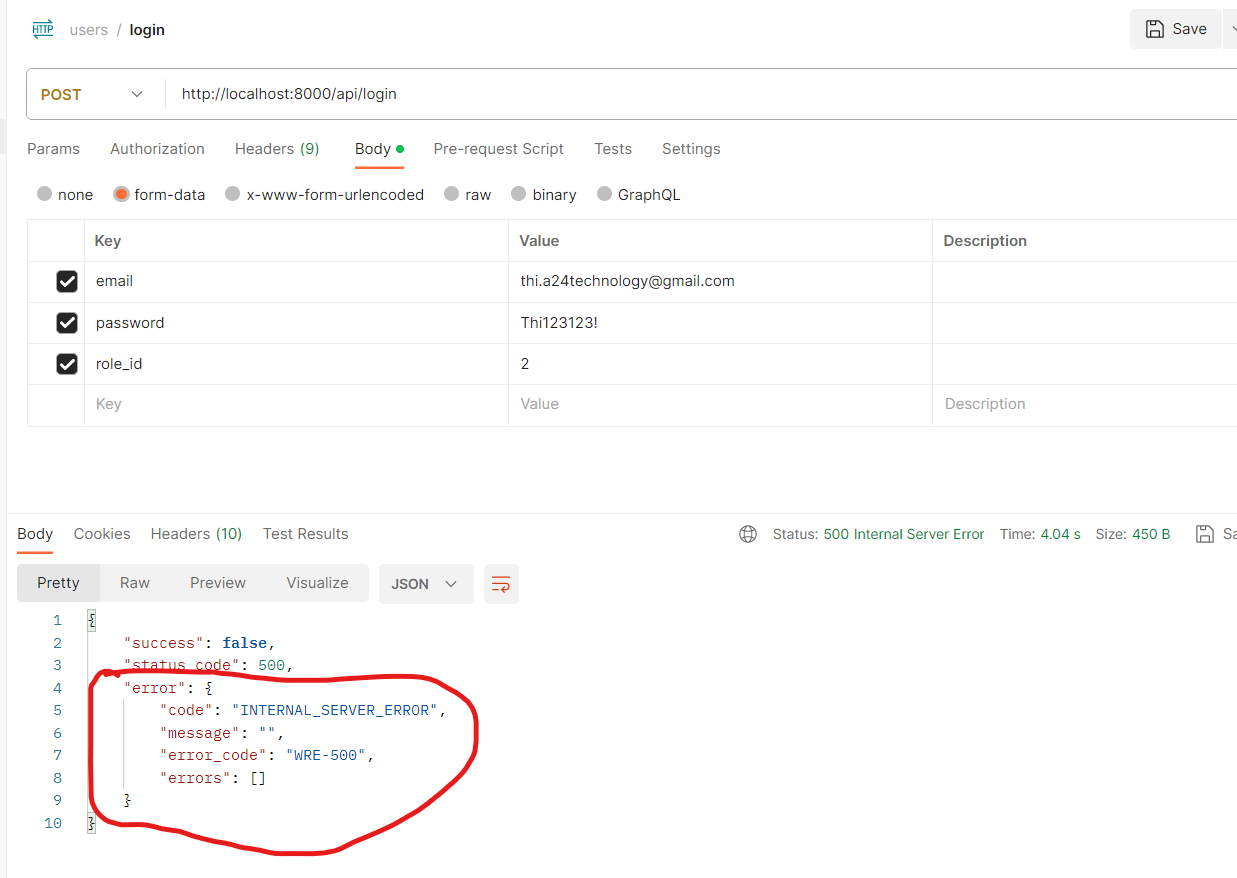 HTTP users / login Save
POST http://localhost:8000/api/login
Params Authorization Headers (9) Body Pre-request Script Tests Settings
none form-data x-www-form-urlencoded raw binary GraphQL
Key Value Description
email thi.a24technology@gmail.com
password Thi123123!
role_id 2
Key Value Description
Body Cookies Headers (10) Test Results Status: 500 Internal Server Error Time: 4.04 s Size: 450 B Sa
Pretty Raw Preview Visualize JSON
1 {
2 "success": false,
3 "status_code": 500,
4 "error": {
5 "code": "INTERNAL_SERVER_ERROR",
6 "message": "",
7 "error_code": "WRE-500",
8 "errors": []
9 }
10 }